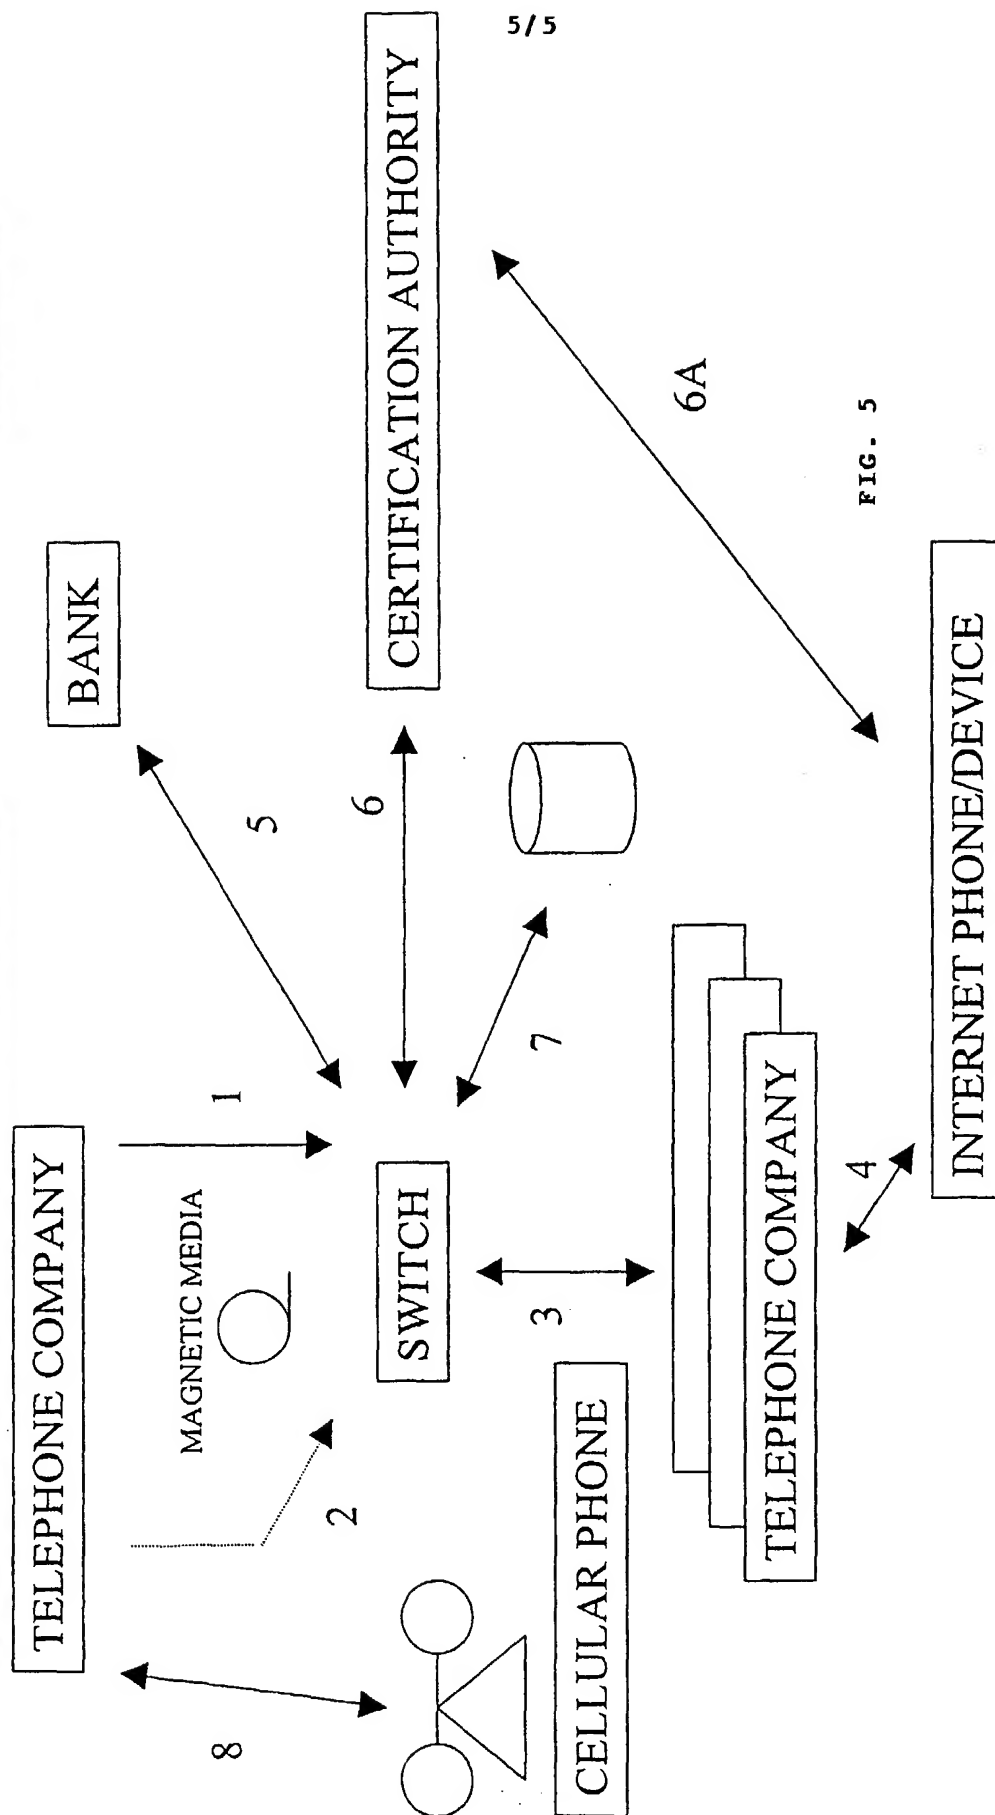 5/5
TELEPHONE COMPANY
BANK
8
1
MAGNETIC MEDIA
5
2
SWITCH
6
CERTIFICATION AUTHORITY
3
7
CELLULAR PHONE
6A
TELEPHONE COMPANY
4
INTERNET PHONE/DEVICE
FIG. 5